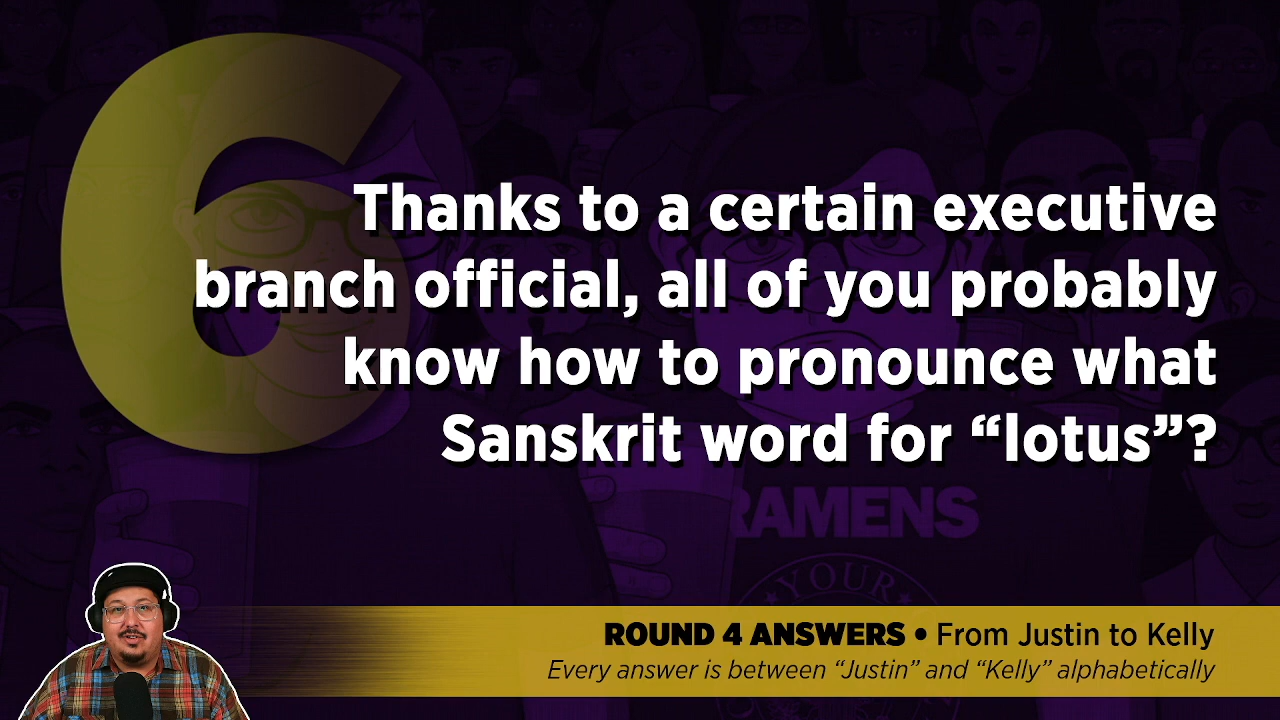 6
Thanks to a certain executive
branch official, all of you probably
know how to pronounce what
Sanskrit word for “lotus”?
RAMENS
YOUR
ROUND 4 ANSWERS • From Justin to Kelly
Every answer is between “Justin” and “Kelly” alphabetically